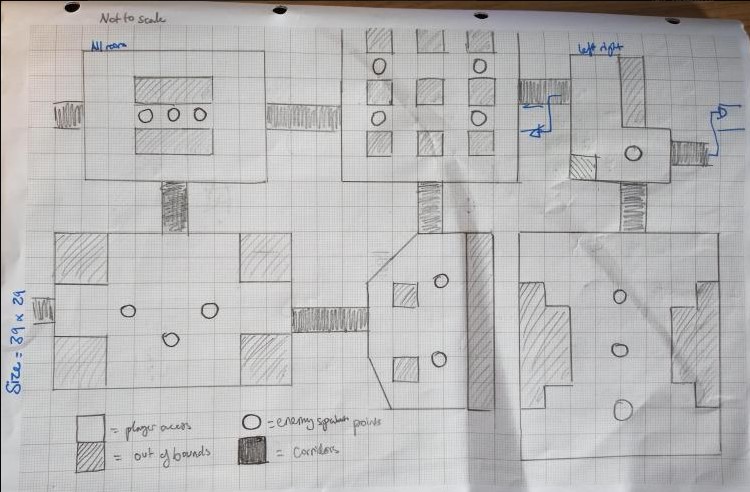 Not to scale
All rooms
left right
Size = 39 x 29
= player access
= out of bounds
= enemy spawn points
= Corridors